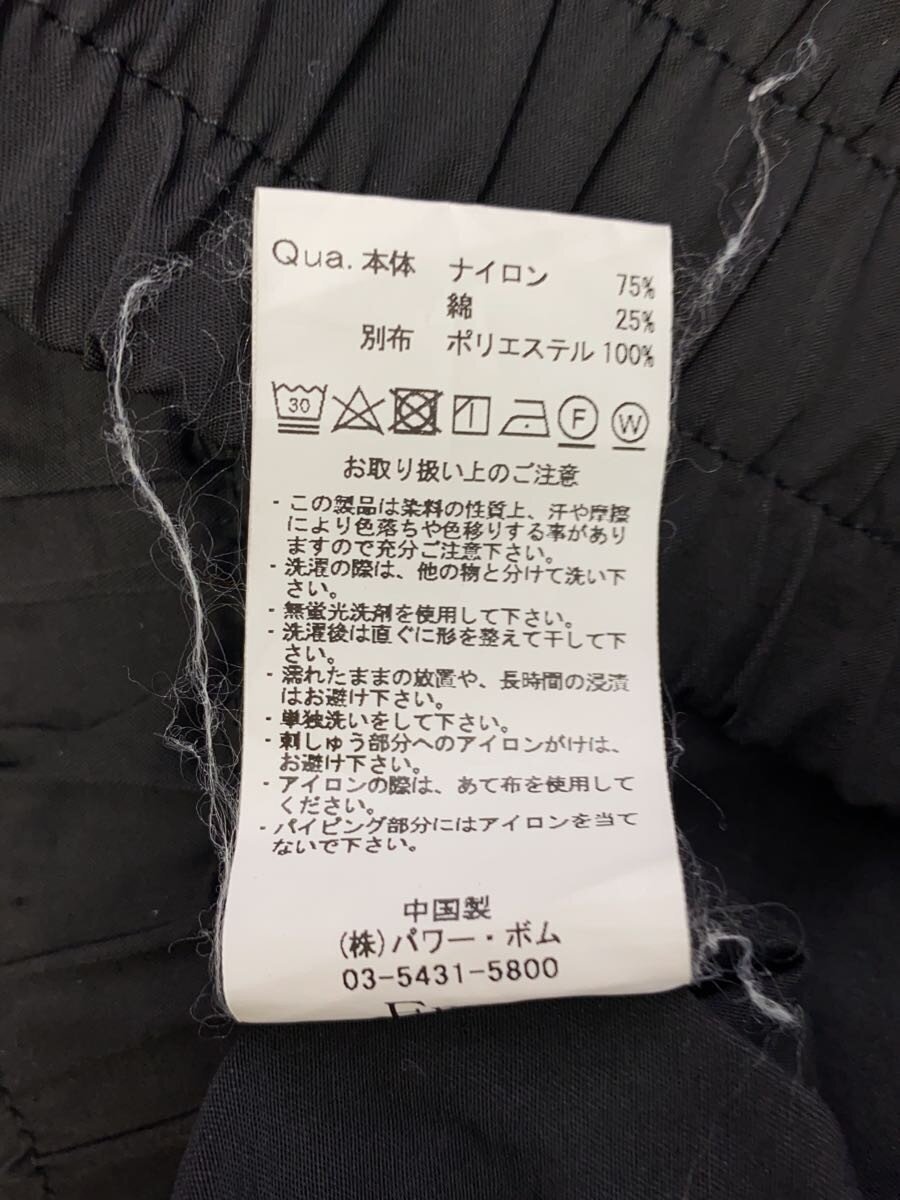 Qua. 本体 ナイロン 75%
綿 25%
別布 ポリエステル 100%
30 F W
お取り扱い上のご注意
・この製品は染料の性質上、汗や摩擦
により色落ちや色移りする事があり
ますので充分ご注意下さい。
・洗濯の際は、他の物と分けて洗い下
さい。
・無蛍光洗剤を使用して下さい。
・洗濯後は直ぐに形を整えて干して下
さい。
・濡れたままの放置や、長時間の浸漬
はお避け下さい。
・単独洗いをして下さい。
・刺しゅう部分へのアイロンがけは、
お避け下さい。
・アイロンの際は、あて布を使用して
ください。
・パイピング部分にはアイロンを当て
ないで下さい。
中国製
(株)パワー・ボム
03-5431-5800